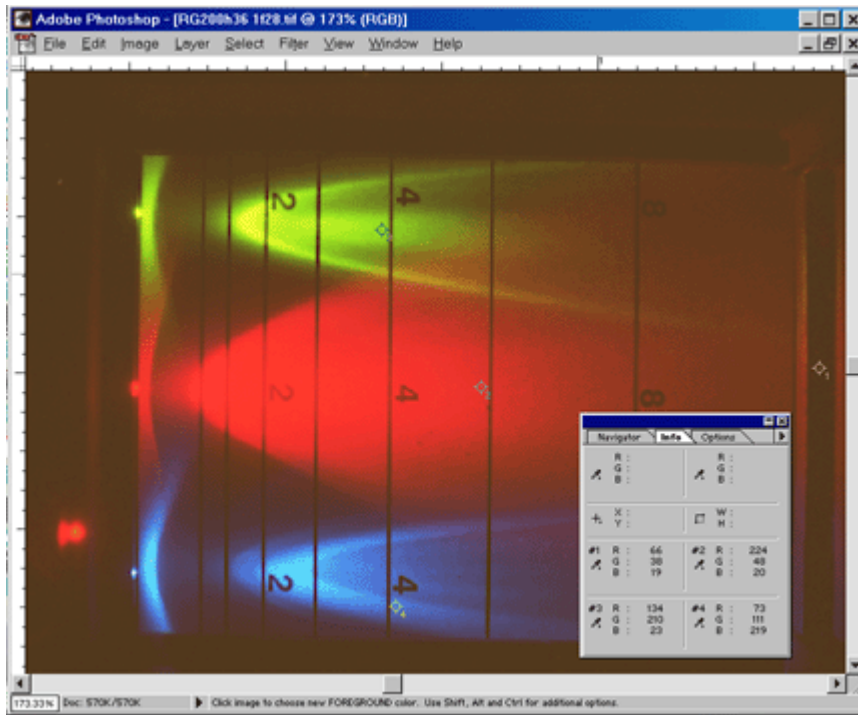 Adobe Photoshop - [RG200h36 1f28.tif @ 173% (RGB)]
File Edit Image Layer Select Filter View Window Help
1
2 4 8
2 4 8
2 4
Navigator Info Options
R :
G :
B :
R :
G :
B :
X :
Y :
W :
H :
#1 R : 66
G : 38
B : 19
#2 R : 224
G : 48
B : 20
#3 R : 134
G : 210
B : 23
#4 R : 73
G : 111
B : 219
173.33% Doc: 570K/570K Click image to choose new FOREGROUND color. Use Shift, Alt and Ctrl for additional options.